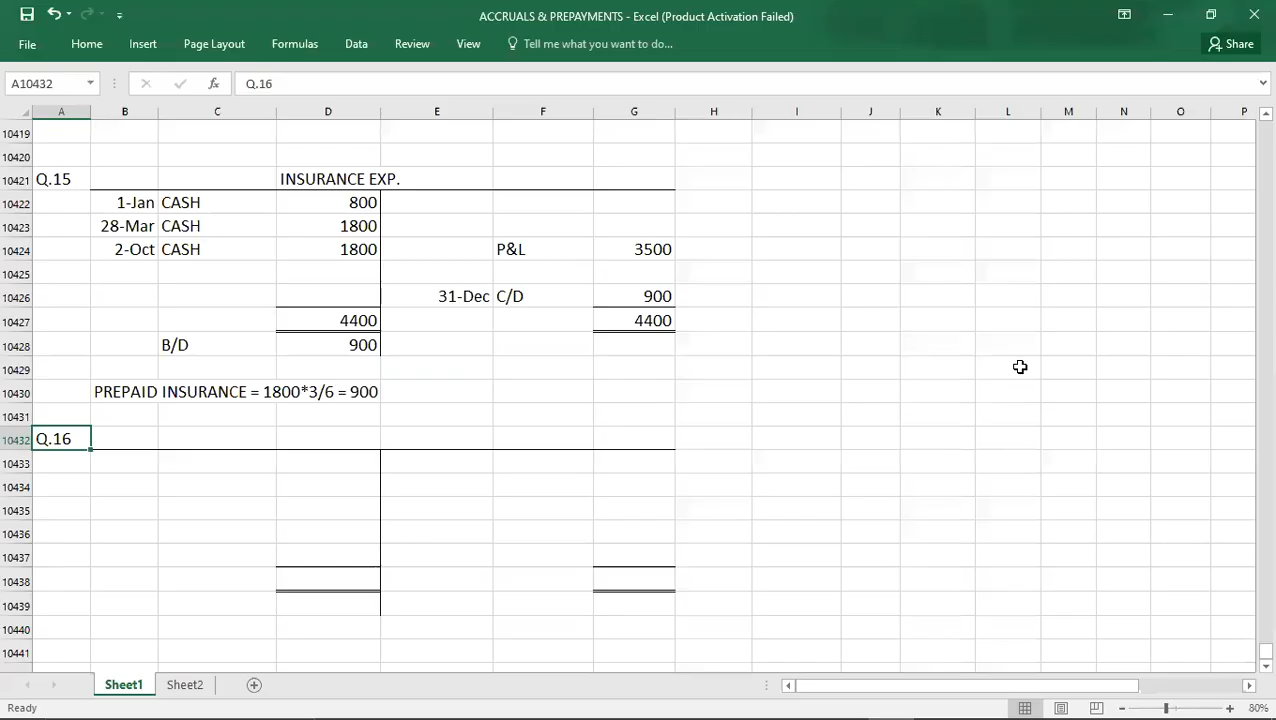 ACCRUALS & PREPAYMENTS - Excel (Product Activation Failed)
File Home Insert Page Layout Formulas Data Review View Tell me what you want to do... Share
A10432 fx Q.16
A B C D E F G H I J K L M N O P
10419
10420
10421 Q.15 INSURANCE EXP.
10422 1-Jan CASH 800
10423 28-Mar CASH 1800
10424 2-Oct CASH 1800 P&L 3500
10425
10426 31-Dec C/D 900
10427 4400 4400
10428 B/D 900
10429
10430 PREPAID INSURANCE = 1800*3/6 = 900
10431
10432 Q.16
10433
10434
10435
10436
10437
10438
10439
10440
10441
Sheet1 Sheet2
Ready 80%